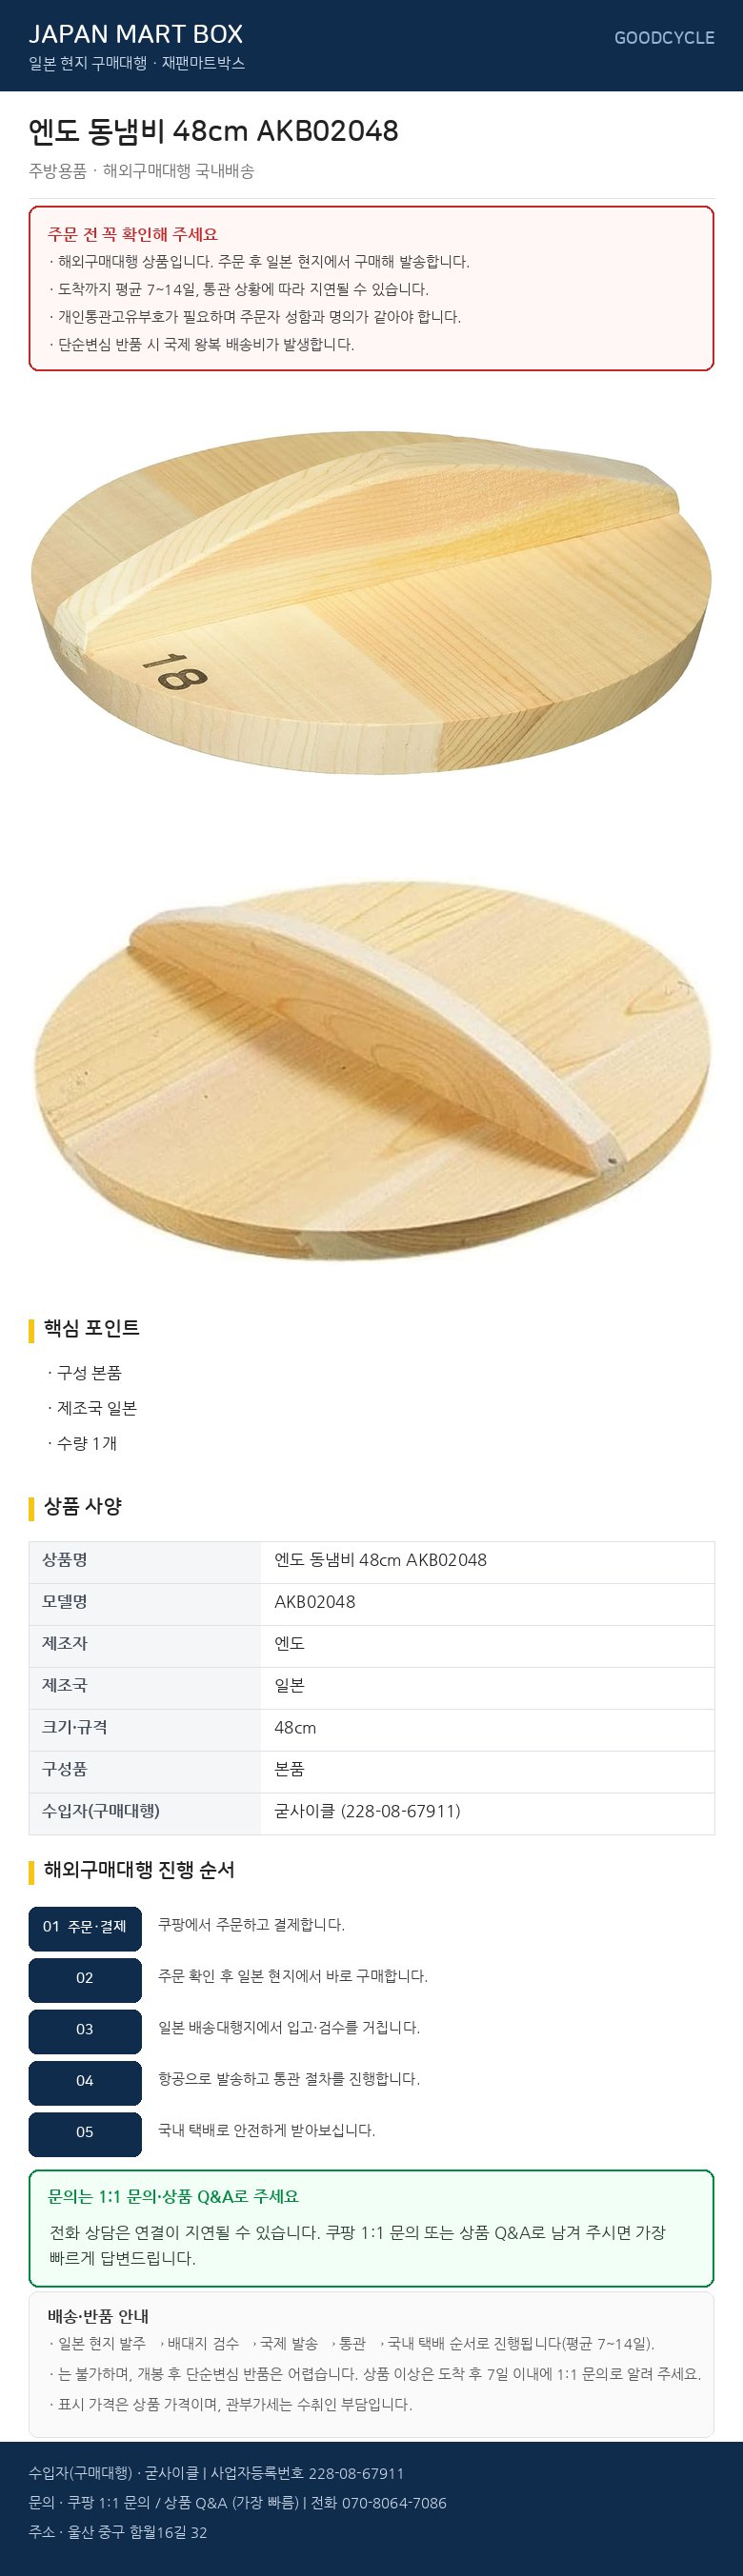 JAPAN MART BOX
GOODCYCLE
일본 현지 구매대행 · 재팬마트박스
엔도 동냄비 48cm AKB02048
주방용품 · 해외구매대행 국내배송
주문 전 꼭 확인해 주세요
· 해외구매대행 상품입니다. 주문 후 일본 현지에서 구매해 발송합니다.
· 도착까지 평균 7~14일, 통관 상황에 따라 지연될 수 있습니다.
· 개인통관고유부호가 필요하며 주문자 성함과 명의가 같아야 합니다.
· 단순변심 반품 시 국제 왕복 배송비가 발생합니다.
18
핵심 포인트
· 구성 본품
· 제조국 일본
· 수량 1개
상품 사양
상품명 엔도 동냄비 48cm AKB02048
모델명 AKB02048
제조자 엔도
제조국 일본
크기·규격 48cm
구성품 본품
수입자(구매대행) 굳사이클 (228-08-67911)
해외구매대행 진행 순서
01 주문·결제 쿠팡에서 주문하고 결제합니다.
02 주문 확인 후 일본 현지에서 바로 구매합니다.
03 일본 배송대행지에서 입고·검수를 거칩니다.
04 항공으로 발송하고 통관 절차를 진행합니다.
05 국내 택배로 안전하게 받아보십니다.
문의는 1:1 문의·상품 Q&A로 주세요
전화 상담은 연결이 지연될 수 있습니다. 쿠팡 1:1 문의 또는 상품 Q&A로 남겨 주시면 가장
빠르게 답변드립니다.
배송·반품 안내
· 일본 현지 발주 › 배대지 검수 › 국제 발송 › 통관 › 국내 택배 순서로 진행됩니다(평균 7~14일).
· 는 불가하며, 개봉 후 단순변심 반품은 어렵습니다. 상품 이상은 도착 후 7일 이내에 1:1 문의로 알려 주세요.
· 표시 가격은 상품 가격이며, 관부가세는 수취인 부담입니다.
수입자(구매대행) · 굳사이클 | 사업자등록번호 228-08-67911
문의 · 쿠팡 1:1 문의 / 상품 Q&A (가장 빠름) | 전화 070-8064-7086
주소 · 울산 중구 함월16길 32